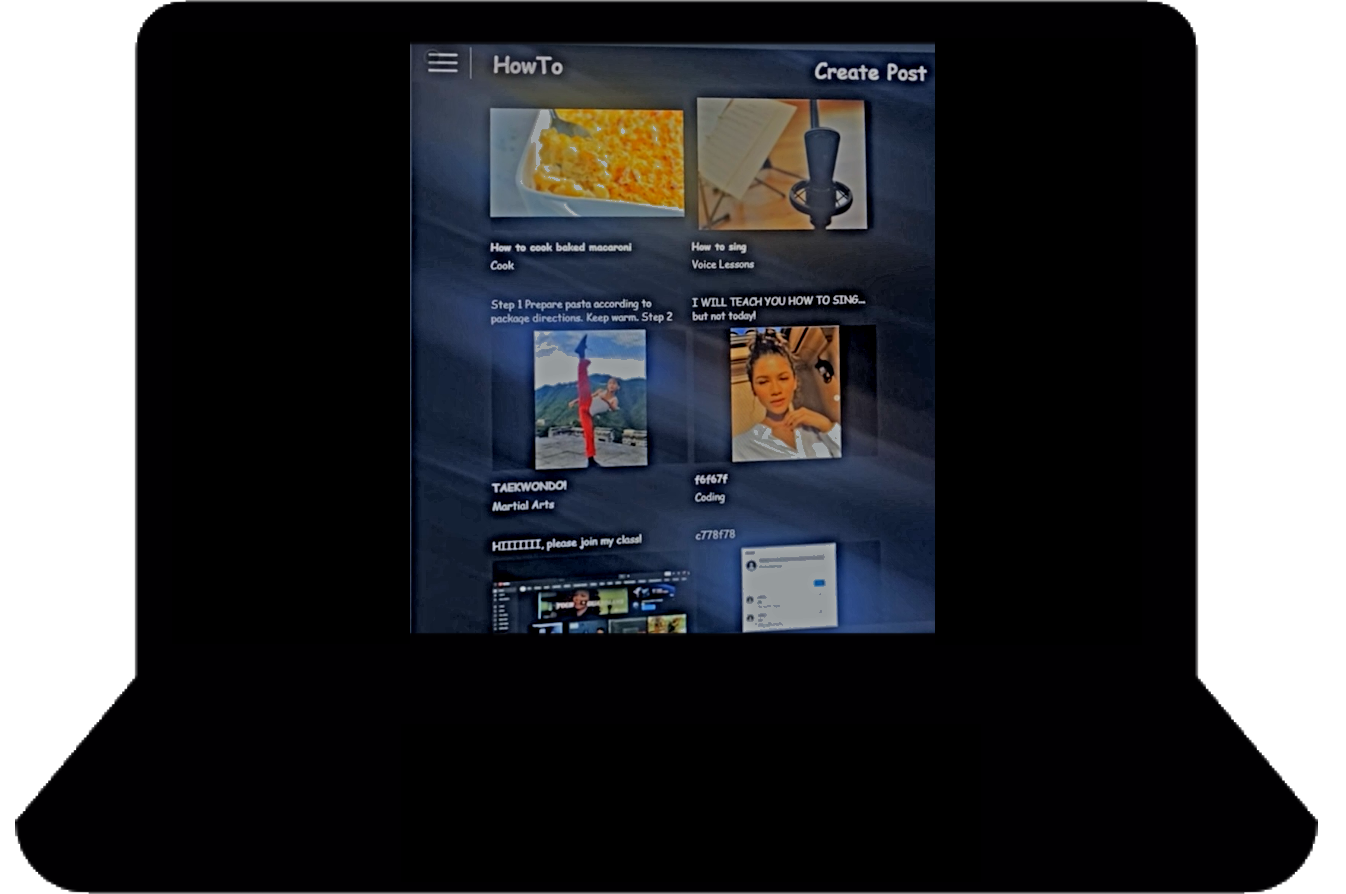 HowTo
Create Post
How to cook baked macaroni
Cook
Step 1 Prepare pasta according to
package directions. Keep warm. Step 2
How to sing
Voice Lessons
I WILL TEACH YOU HOW TO SING...
but not today!
TAEKWONDO!
Martial Arts
HIIIIIII, please join my class!
f6f67f
Coding
c778f78